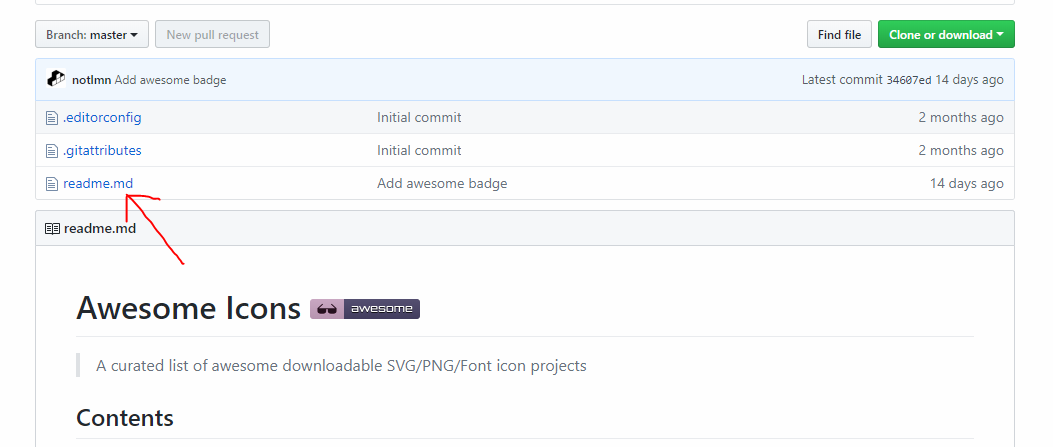 Branch: master New pull request Find file Clone or download
notlmn Add awesome badge Latest commit 34607ed 14 days ago
.editorconfig Initial commit 2 months ago
.gitattributes Initial commit 2 months ago
readme.md Add awesome badge 14 days ago
readme.md
Awesome Icons awesome
A curated list of awesome downloadable SVG/PNG/Font icon projects
Contents